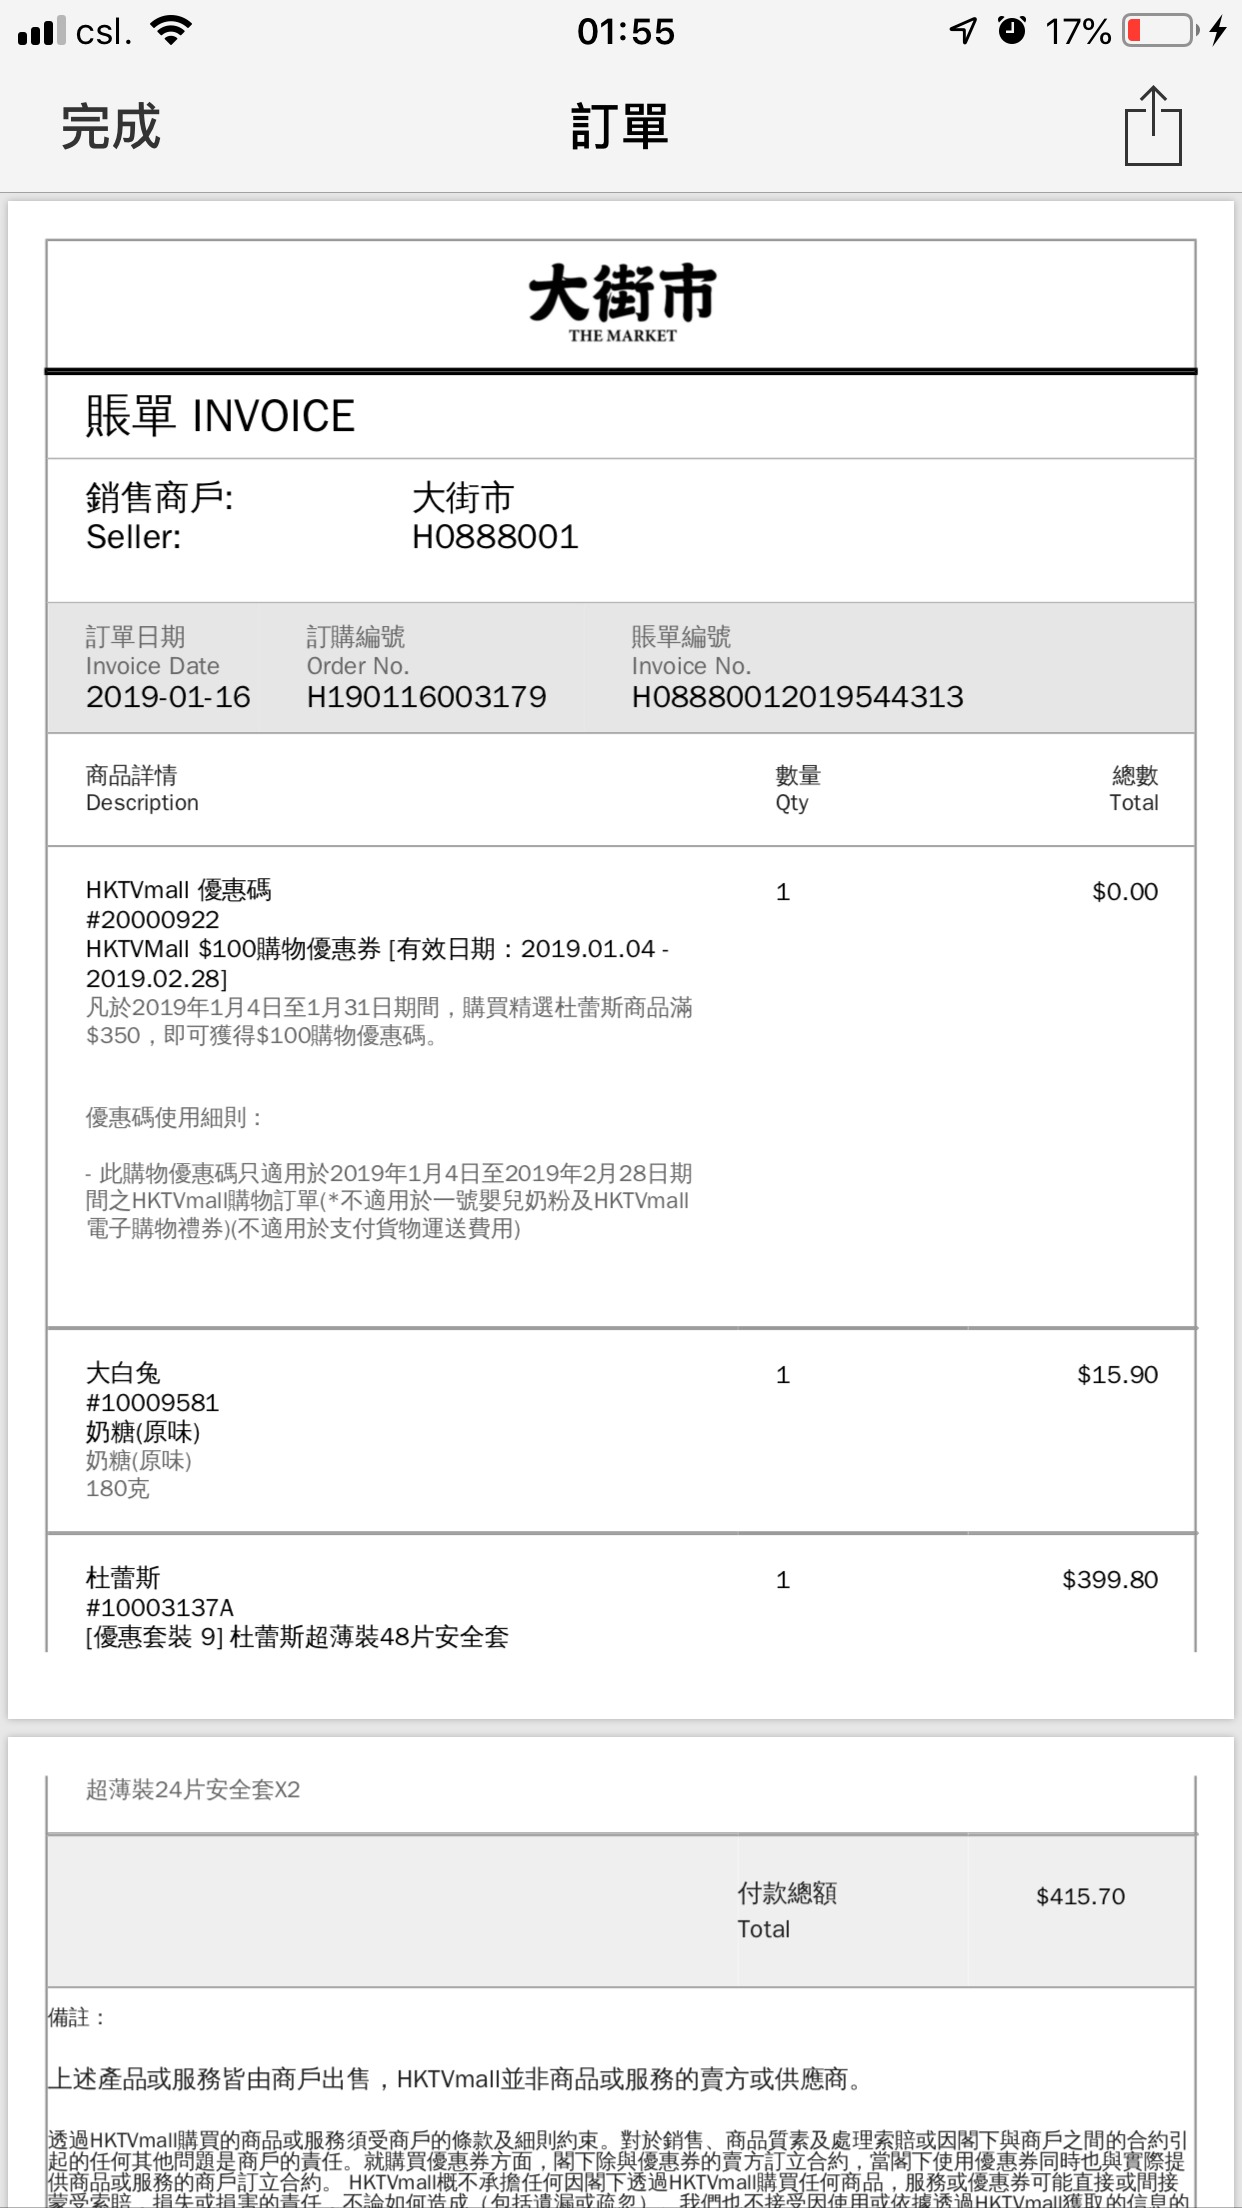 csl.
01:55
17%
完成
訂單
大街市
THE MARKET
賬單 INVOICE
銷售商戶: 大街市
Seller: H0888001
訂單日期 訂購編號 賬單編號
Invoice Date Order No. Invoice No.
2019-01-16 H190116003179 H08880012019544313
商品詳情 數量 總數
Description Qty Total
HKTVmall 優惠碼 1 $0.00
#20000922
HKTVMall $100購物優惠券 [有效日期：2019.01.04 -
2019.02.28]
凡於2019年1月4日至1月31日期間，購買精選杜蕾斯商品滿
$350，即可獲得$100購物優惠碼。
優惠碼使用細則：
- 此購物優惠碼只適用於2019年1月4日至2019年2月28日期
間之HKTVmall購物訂單(*不適用於一號嬰兒奶粉及HKTVmall
電子購物禮券)(不適用於支付貨物運送費用)
大白兔 1 $15.90
#10009581
奶糖(原味)
奶糖(原味)
180克
杜蕾斯 1 $399.80
#10003137A
[優惠套裝 9] 杜蕾斯超薄裝48片安全套
超薄裝24片安全套X2
付款總額 $415.70
Total
備註：
上述產品或服務皆由商戶出售，HKTVmall並非商品或服務的賣方或供應商。
透過HKTVmall購買的商品或服務須受商戶的條款及細則約束。對於銷售、商品質素及處理索賠或因閣下與商戶之間的合約引
起的任何其他問題是商戶的責任。就購買優惠券方面，閣下除與優惠券的賣方訂立合約，當閣下使用優惠券同時也與實際提
供商品或服務的商戶訂立合約。 HKTVmall概不承擔任何因閣下透過HKTVmall購買任何商品，服務或優惠券可能直接或間接
蒙受索賠，損失或損害的責任，不論如何造成（包括遺漏或疏忽）。 我們也不接受因使用或依據透過HKTVmall獲取的信息的